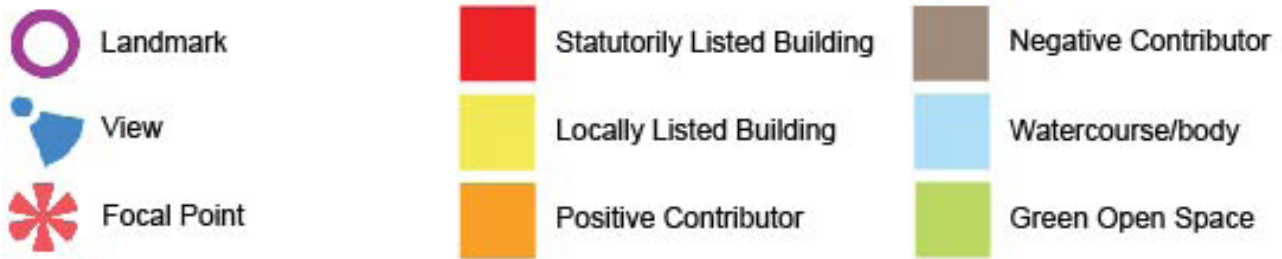 Landmark
View
Focal Point
Statutorily Listed Building
Locally Listed Building
Positive Contributor
Negative Contributor
Watercourse/body
Green Open Space